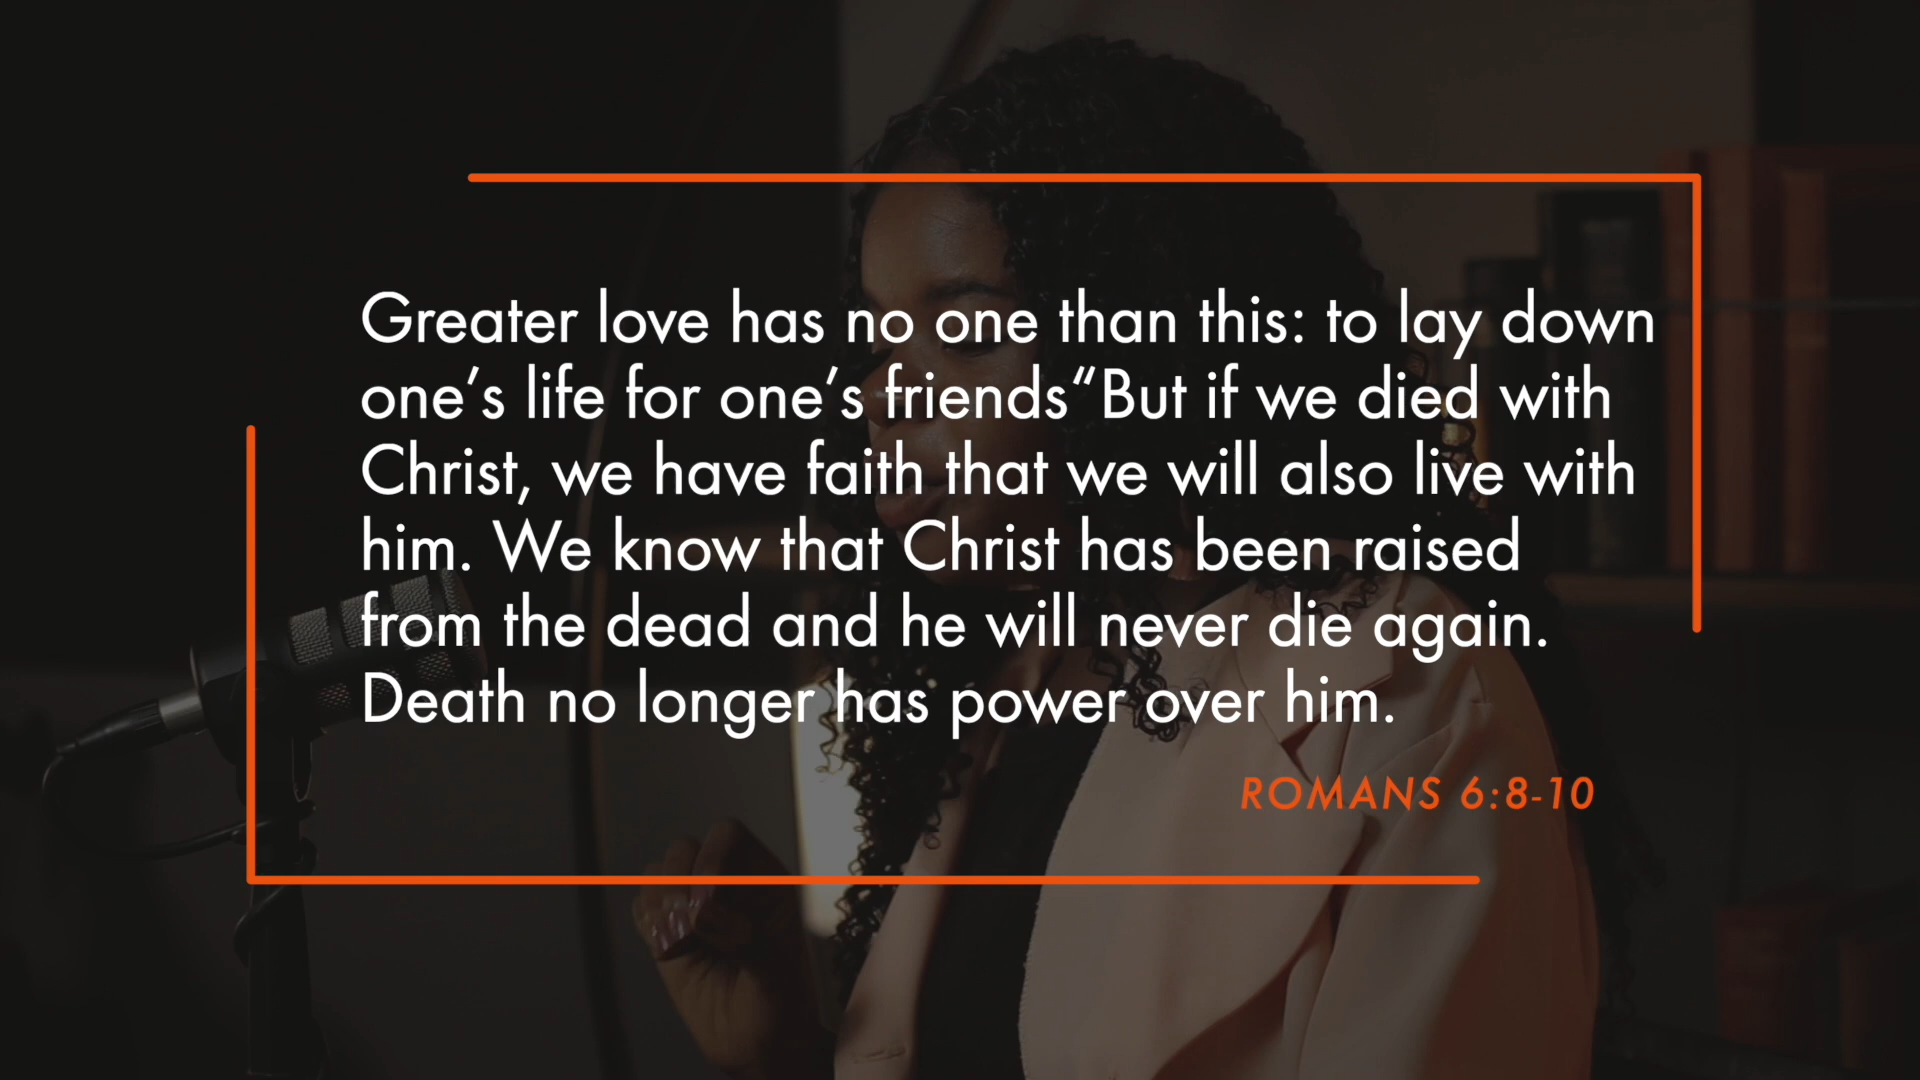 Greater love has no one than this: to lay down
one’s life for one’s friends“But if we died with
Christ, we have faith that we will also live with
him. We know that Christ has been raised
from the dead and he will never die again.
Death no longer has power over him.
ROMANS 6:8-10